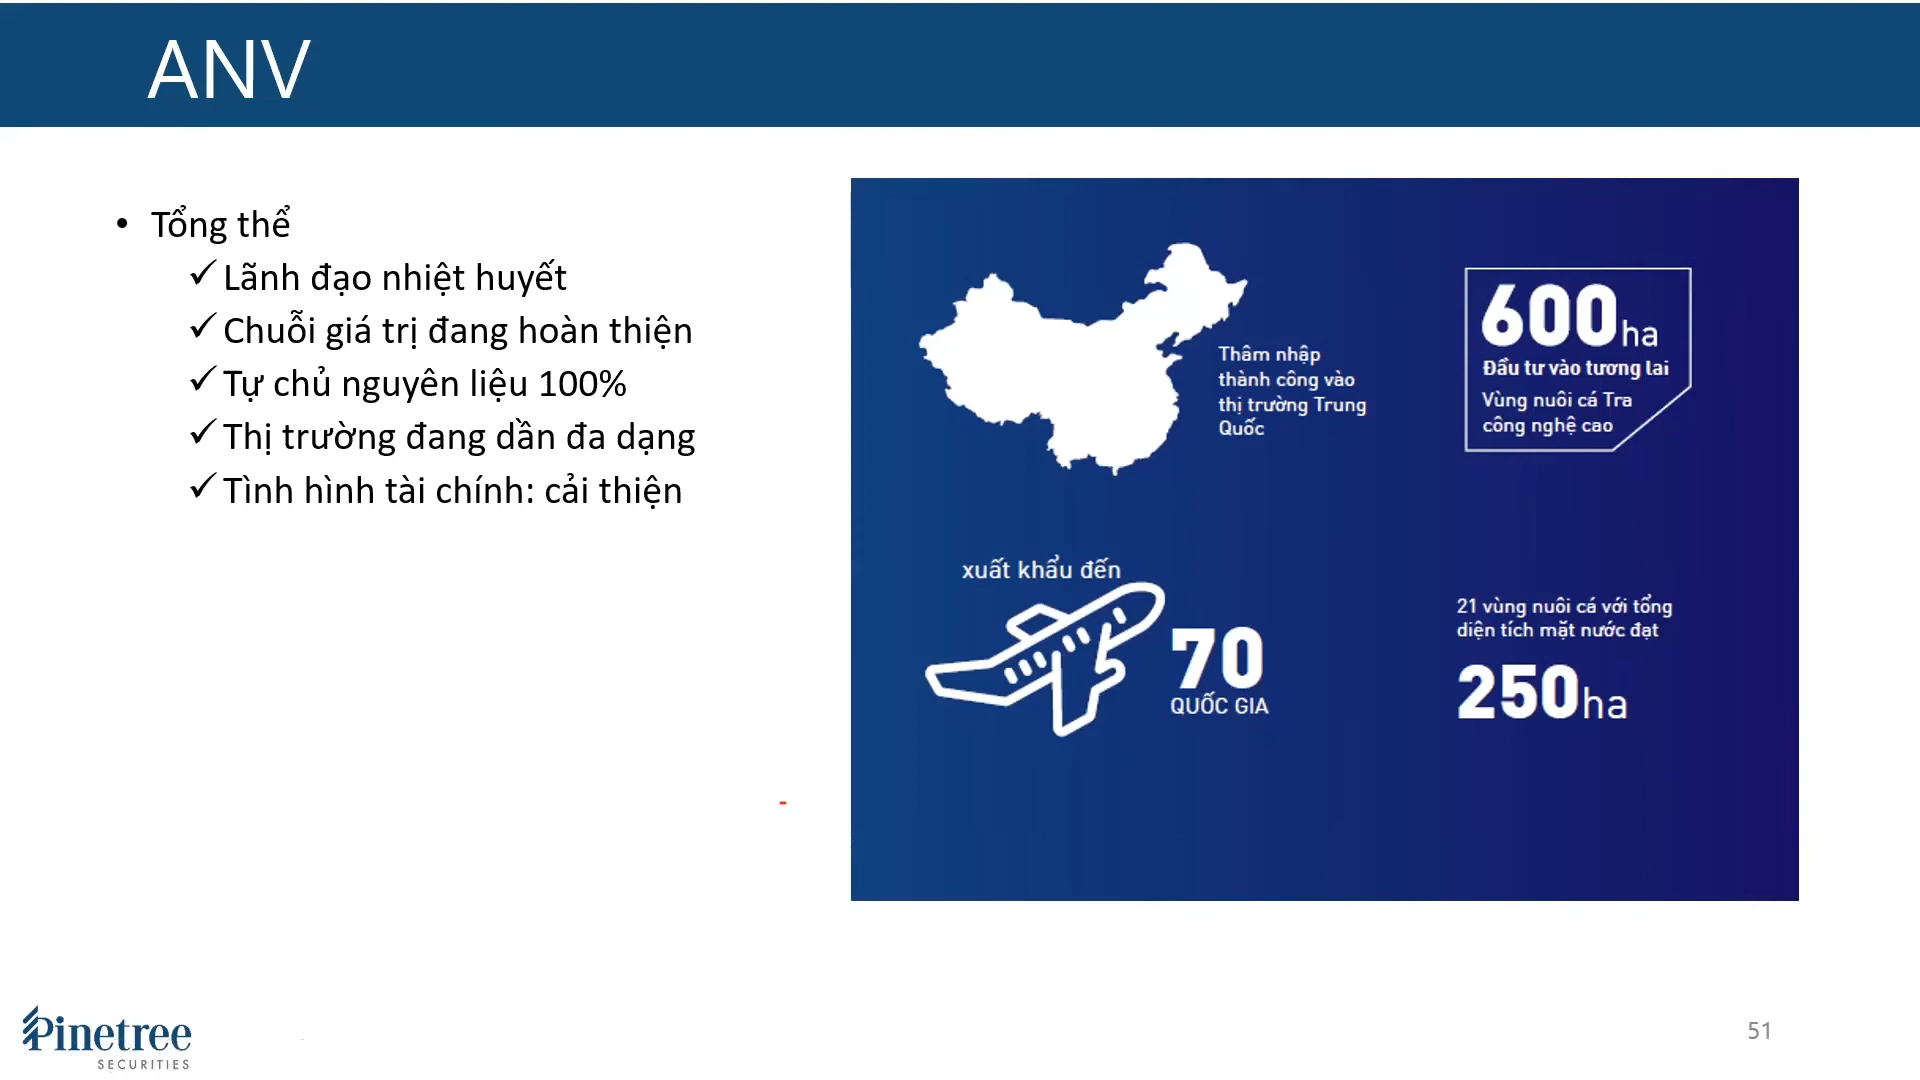 ANV
• Tổng thể
✓ Lãnh đạo nhiệt huyết
✓ Chuỗi giá trị đang hoàn thiện
✓ Tự chủ nguyên liệu 100%
✓ Thị trường đang dần đa dạng
✓ Tình hình tài chính: cải thiện
Thâm nhập
thành công vào
thị trường Trung
Quốc
600ha
Đầu tư vào tương lai
Vùng nuôi cá Tra
công nghệ cao
xuất khẩu đến
70
QUỐC GIA
21 vùng nuôi cá với tổng
diện tích mặt nước đạt
250ha
Pinetree
SECURITIES
51